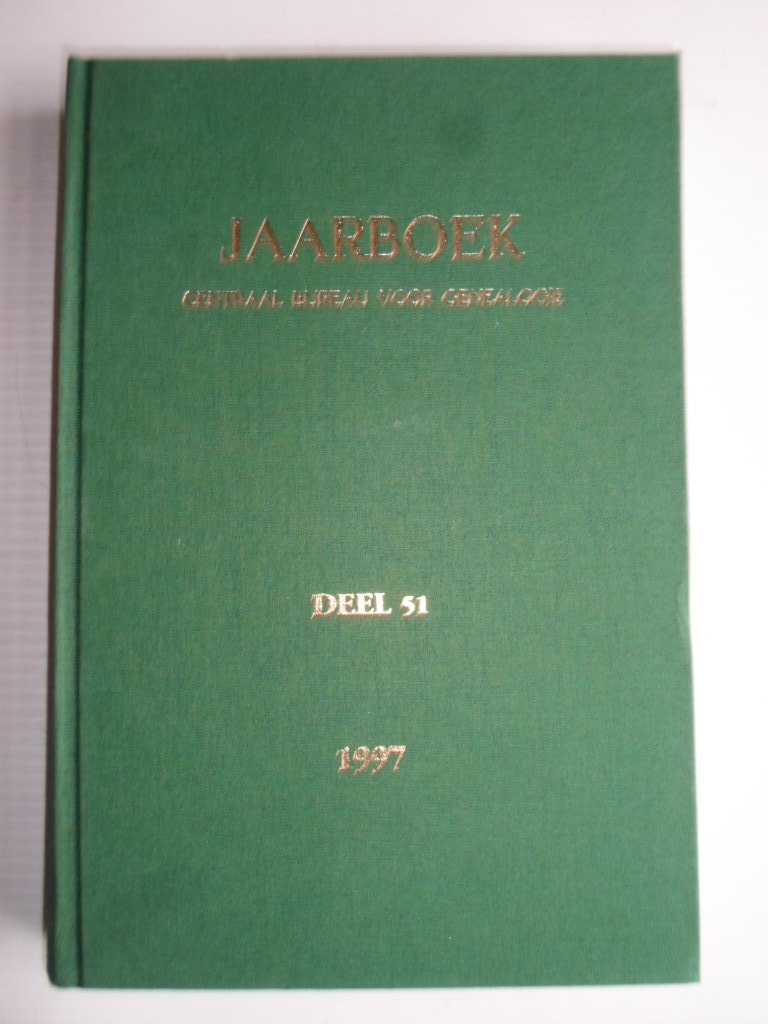 JAARBOEK
CENTRAAL BUREAU VOOR GENEALOGIE
DEEL 51
1997